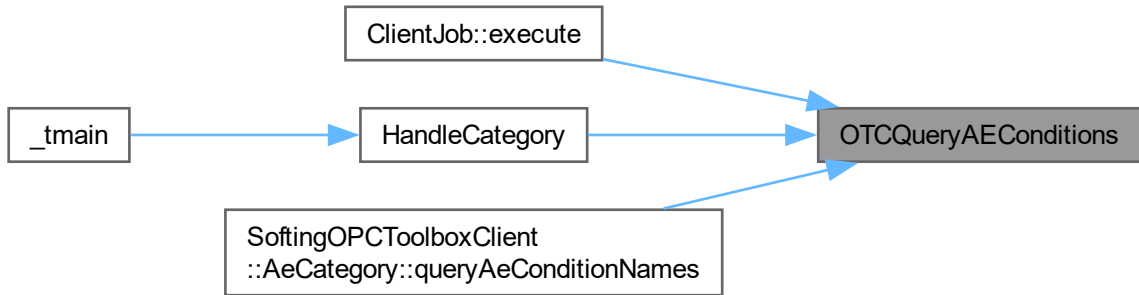 ClientJob::execute
_tmain
HandleCategory
OTCQueryAEConditions
SoftingOPCToolboxClient
::AeCategory::queryAeConditionNames